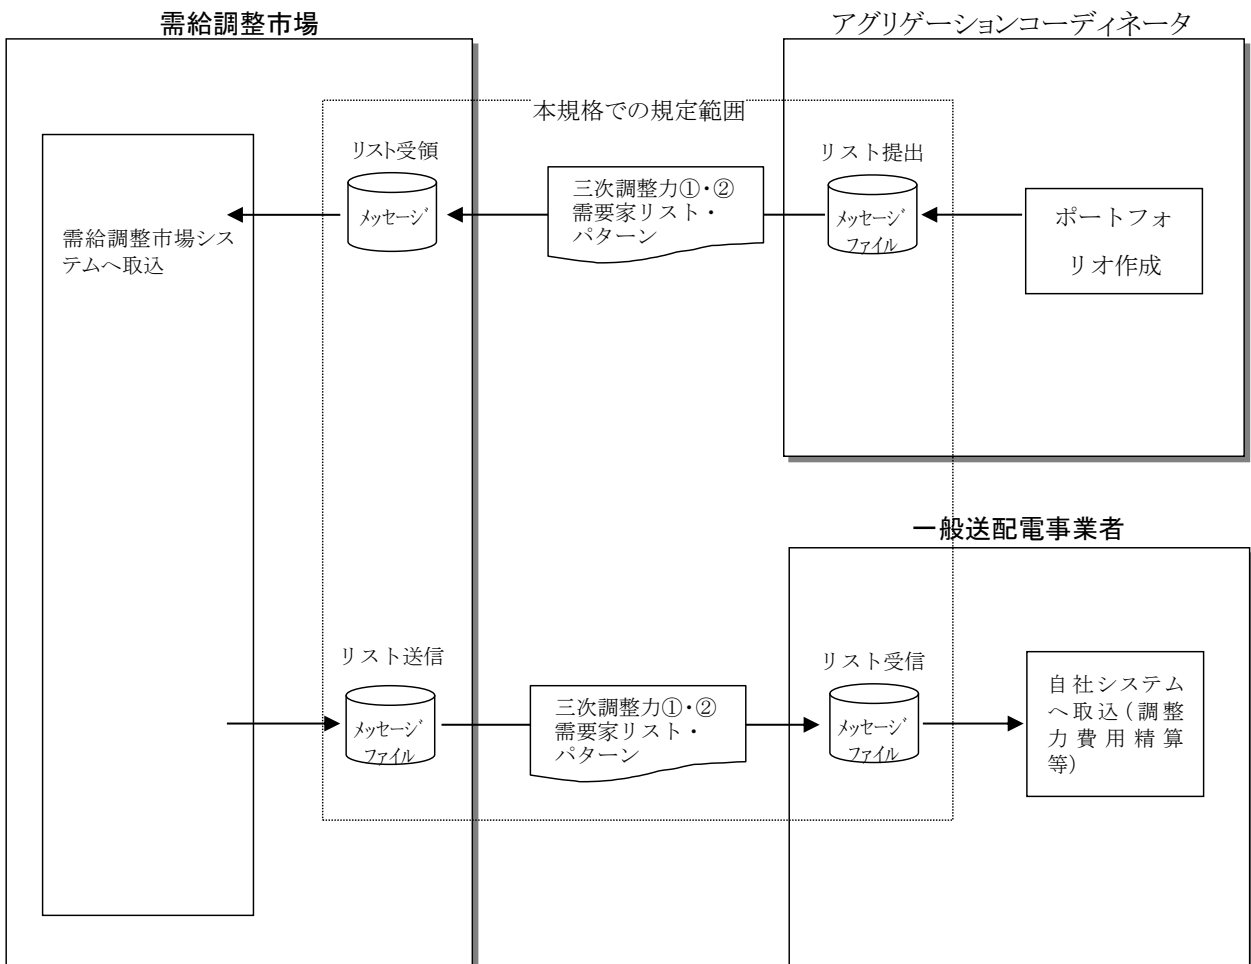 需給調整市場
アグリゲーションコーディネータ
本規格での規定範囲
リスト受領
メッセージ
三次調整力①・②
需要家リスト・
パターン
リスト提出
メッセージ
ファイル
ポートフォ
リオ作成
需給調整市場シス
テムへ取込
一般送配電事業者
リスト送信
メッセージ
ファイル
三次調整力①・②
需要家リスト・
パターン
リスト受信
メッセージ
ファイル
自社システム
へ取込(調整
力費用精算
等)